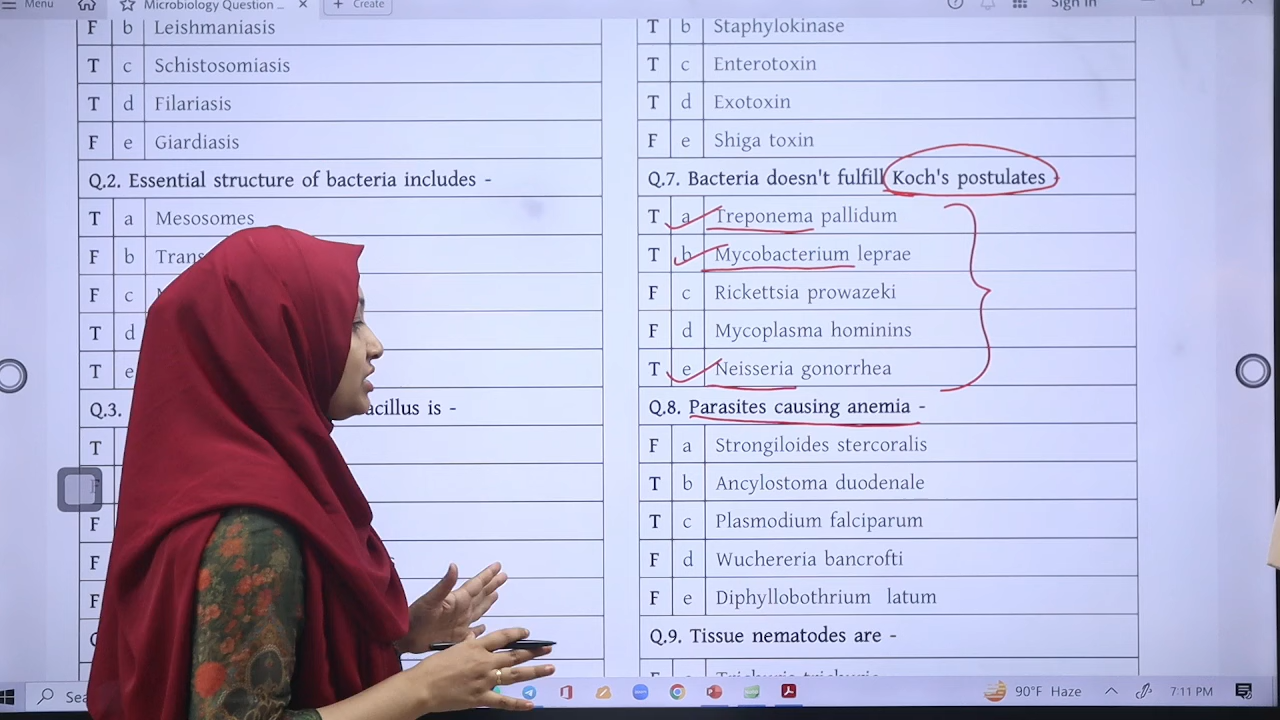 Menu
Microbiology Question ...
Create
Sign in
F b Leishmaniasis
T c Schistosomiasis
T d Filariasis
F e Giardiasis
Q.2. Essential structure of bacteria includes -
T a Mesosomes
F b Trans
F c
T d
T e
Q.3. acillus is -
T
F
F
F
T b Staphylokinase
T c Enterotoxin
T d Exotoxin
F e Shiga toxin
Q.7. Bacteria doesn't fulfill Koch's postulates -
T a Treponema pallidum
T b Mycobacterium leprae
F c Rickettsia prowazeki
F d Mycoplasma hominins
T e Neisseria gonorrhea
Q.8. Parasites causing anemia -
F a Strongiloides stercoralis
T b Ancylostoma duodenale
T c Plasmodium falciparum
F d Wuchereria bancrofti
F e Diphyllobothrium latum
Q.9. Tissue nematodes are -
Sea
90°F Haze
7:11 PM